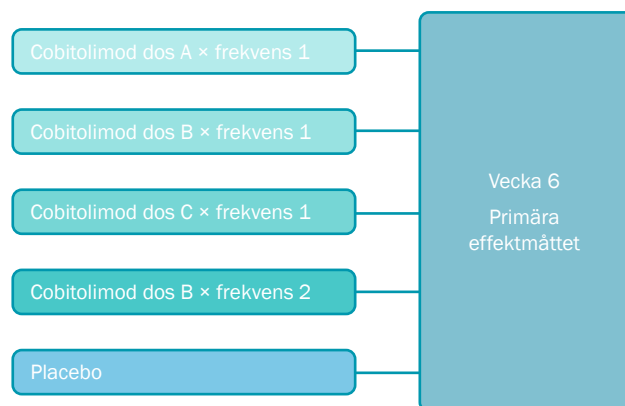 Cobitolimod dos A × frekvens 1
Cobitolimod dos B × frekvens 1
Cobitolimod dos C × frekvens 1
Cobitolimod dos B × frekvens 2
Placebo
Vecka 6
Primära
effektmåttet